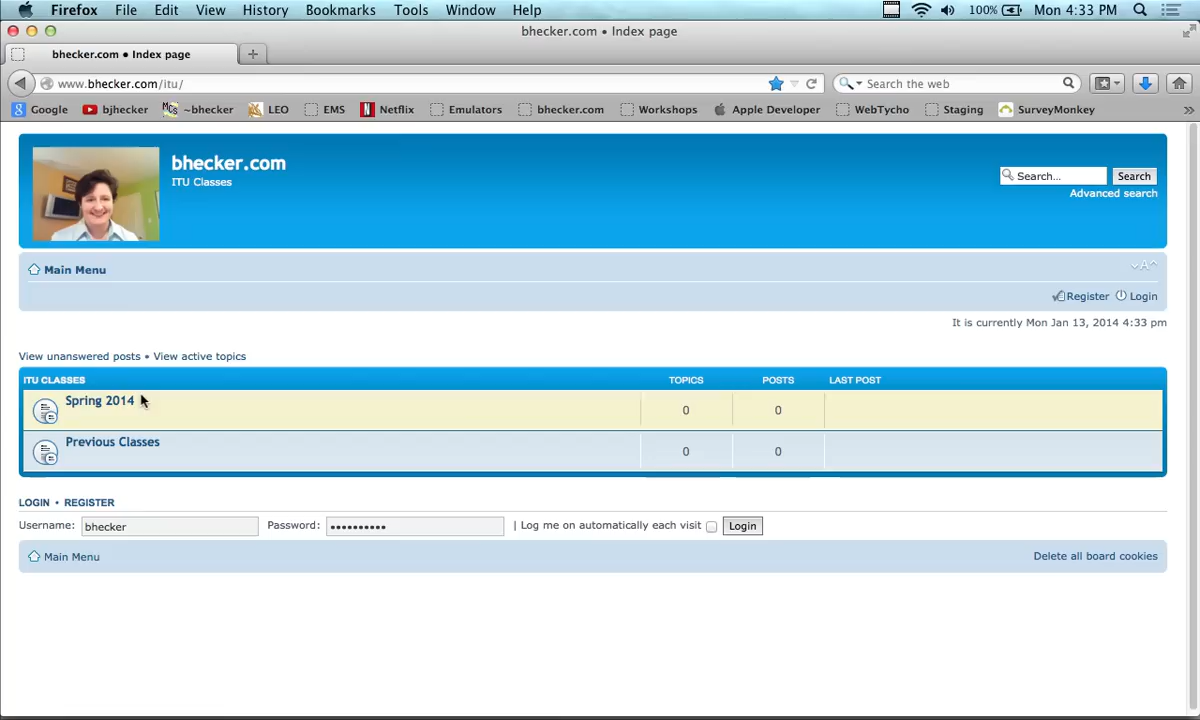 Firefox File Edit View History Bookmarks Tools Window Help 100% Mon 4:33 PM
bhecker.com • Index page
bhecker.com • Index page
www.bhecker.com/itu/ Search the web
Google bjhecker ~bhecker LEO EMS Netflix Emulators bhecker.com Workshops Apple Developer WebTycho Staging SurveyMonkey »
bhecker.com
ITU Classes
Search... Search
Advanced search
Main Menu
Register Login
It is currently Mon Jan 13, 2014 4:33 pm
View unanswered posts • View active topics
ITU CLASSES TOPICS POSTS LAST POST
Spring 2014 0 0
Previous Classes 0 0
LOGIN • REGISTER
Username: bhecker Password: •••••••••• | Log me on automatically each visit Login
Main Menu Delete all board cookies